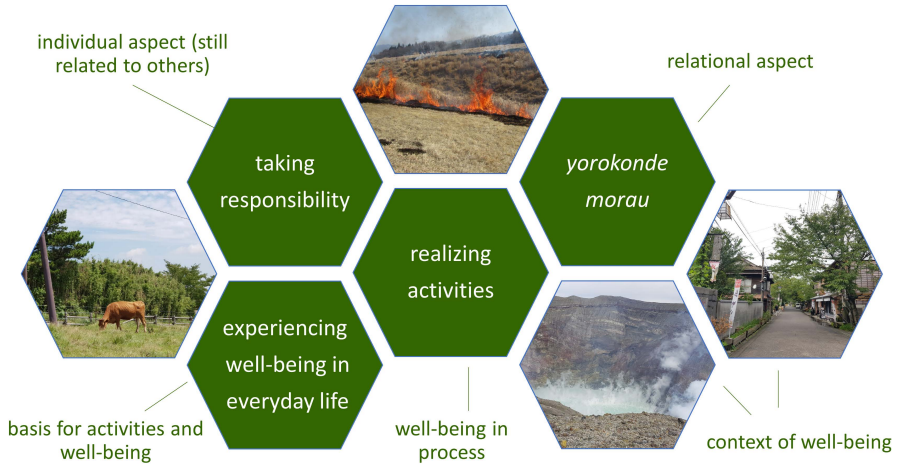 individual aspect (still
related to others)
relational aspect
taking
responsibility
yorokonde
morau
realizing
activities
experiencing
well-being in
everyday life
basis for activities and
well-being
well-being in
process
context of well-being